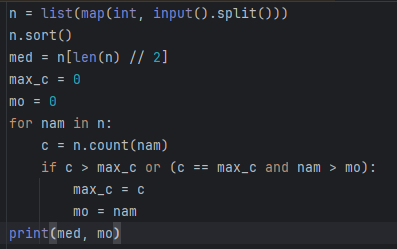 n = list(map(int, input().split()))
n.sort()
med = n[len(n) // 2]
max_c = 0
mo = 0
for nam in n:
    c = n.count(nam)
    if c > max_c or (c == max_c and nam > mo):
        max_c = c
        mo = nam
print(med, mo)